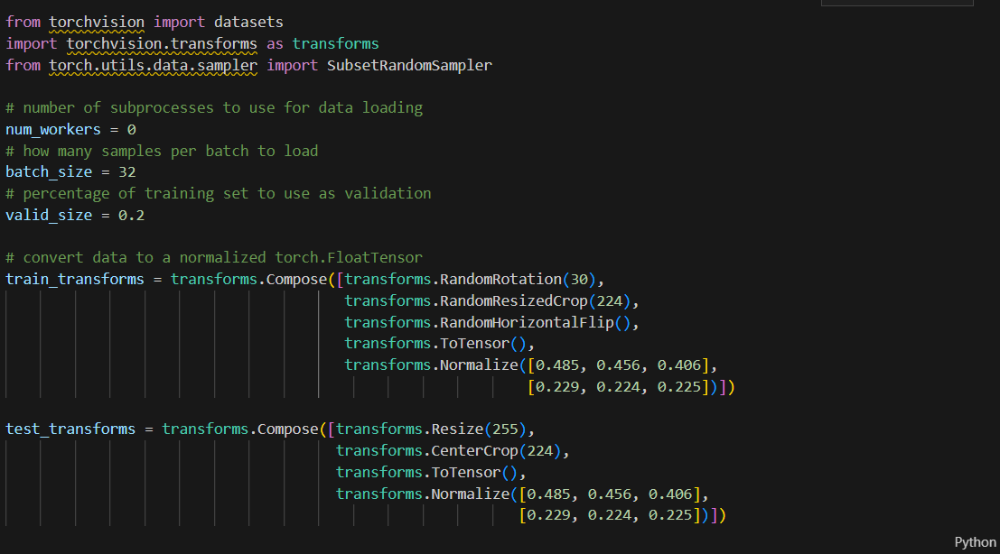 from torchvision import datasets
import torchvision.transforms as transforms
from torch.utils.data.sampler import SubsetRandomSampler
# number of subprocesses to use for data loading
num_workers = 0
# how many samples per batch to load
batch_size = 32
# percentage of training set to use as validation
valid_size = 0.2
# convert data to a normalized torch.FloatTensor
train_transforms = transforms.Compose([transforms.RandomRotation(30),
transforms.RandomResizedCrop(224),
transforms.RandomHorizontalFlip(),
transforms.ToTensor(),
transforms.Normalize([0.485, 0.456, 0.406],
[0.229, 0.224, 0.225])])
test_transforms = transforms.Compose([transforms.Resize(255),
transforms.CenterCrop(224),
transforms.ToTensor(),
transforms.Normalize([0.485, 0.456, 0.406],
[0.229, 0.224, 0.225])])
Python